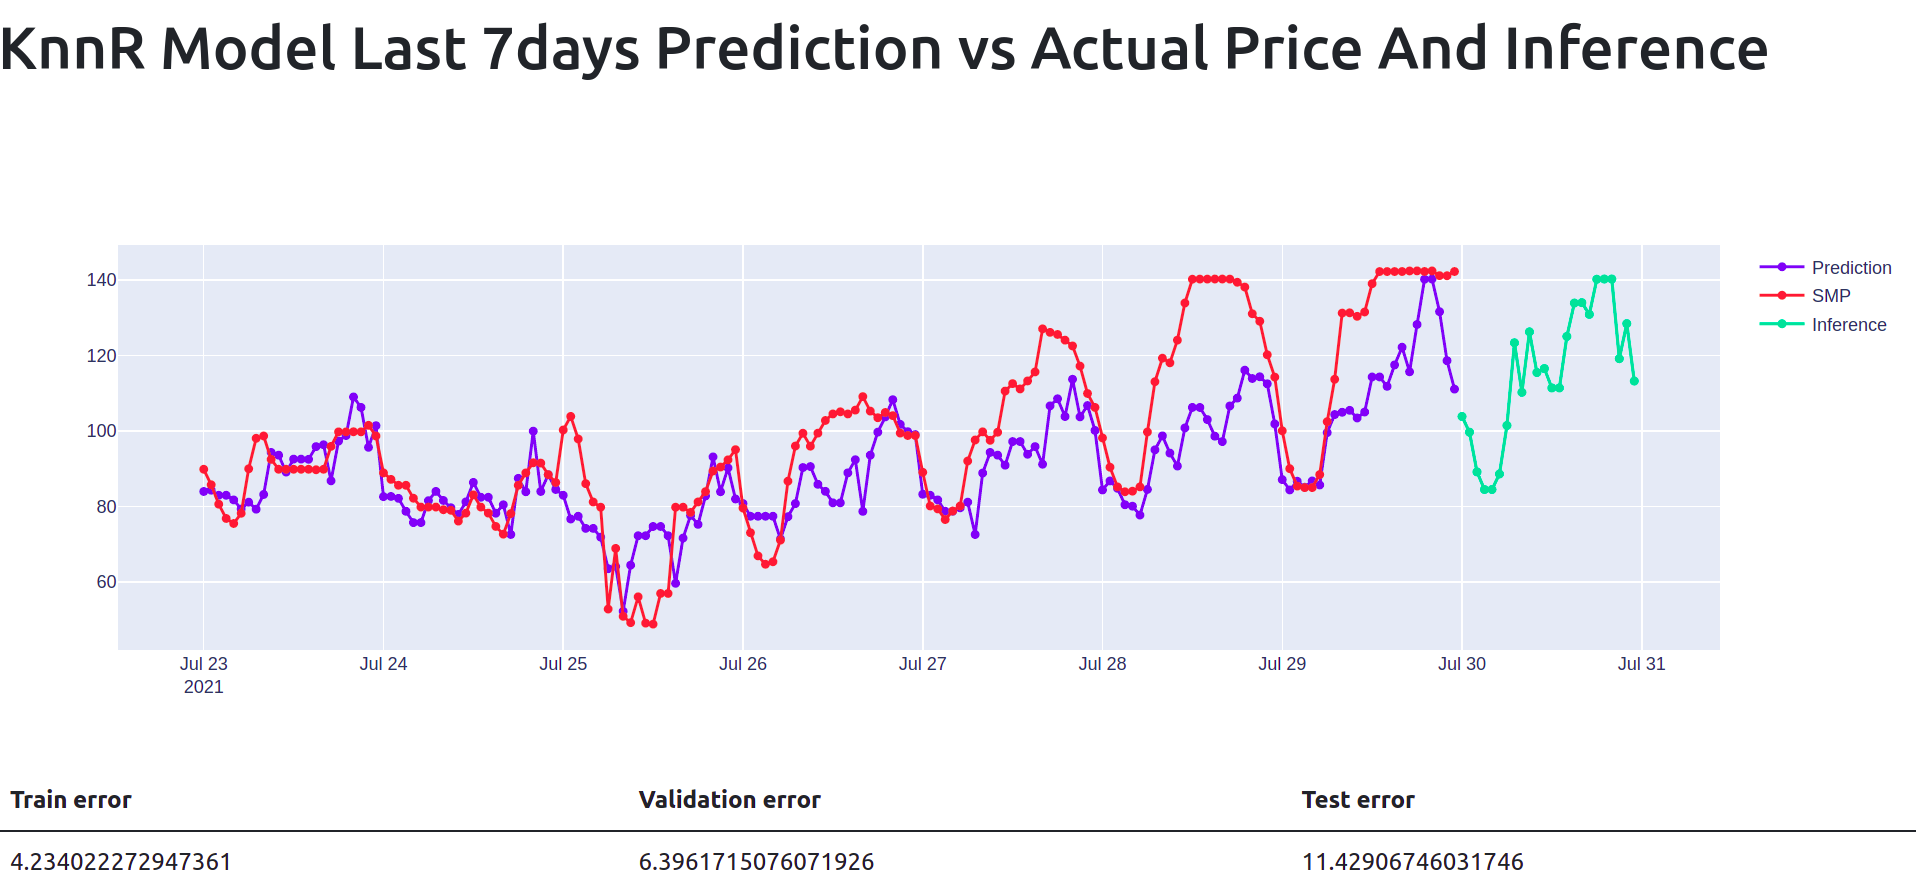 KnnR Model Last 7days Prediction vs Actual Price And Inference
Prediction
SMP
Inference
140
120
100
80
60
Jul 23 Jul 24 Jul 25 Jul 26 Jul 27 Jul 28 Jul 29 Jul 30 Jul 31
2021
Train error Validation error Test error
4.234022272947361 6.3961715076071926 11.42906746031746